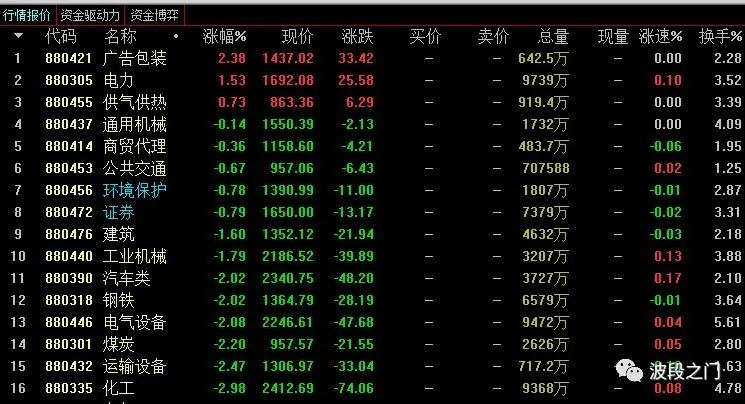 行情报价 资金驱动力 资金博弈
代码 名称 涨幅% 现价 涨跌 买价 卖价 总量 现量 涨速% 换手%
1 880421 广告包装 2.38 1437.02 33.42 – – 642.5万 – 0.00 2.28
2 880305 电力 1.53 1692.08 25.58 – – 9739万 – 0.10 3.52
3 880455 供气供热 0.73 863.36 6.29 – – 919.4万 – 0.00 3.39
4 880437 通用机械 -0.14 1550.39 -2.13 – – 1732万 – 0.00 4.09
5 880414 商贸代理 -0.36 1158.60 -4.21 – – 483.7万 – -0.06 1.95
6 880453 公共交通 -0.67 957.06 -6.43 – – 707588 – 0.02 1.25
7 880456 环境保护 -0.78 1390.99 -11.00 – – 1807万 – -0.01 2.87
8 880472 证券 -0.79 1650.00 -13.17 – – 7379万 – -0.02 3.31
9 880476 建筑 -1.60 1352.12 -21.94 – – 4632万 – -0.03 2.18
10 880440 工业机械 -1.79 2186.52 -39.89 – – 3207万 – 0.13 3.88
11 880390 汽车类 -2.02 2340.75 -48.20 – – 3727万 – 0.17 2.10
12 880318 钢铁 -2.02 1364.79 -28.19 – – 6579万 – -0.01 3.64
13 880446 电气设备 -2.08 2246.61 -47.68 – – 9472万 – 0.04 5.61
14 880301 煤炭 -2.20 957.57 -21.55 – – 2626万 – 0.05 2.80
15 880432 运输设备 -2.47 1306.97 -33.04 – – 717.2万 – .63
16 880335 化工 -2.98 2412.69 -74.06 – – 9368万 – 0.08 4.78
波段之门